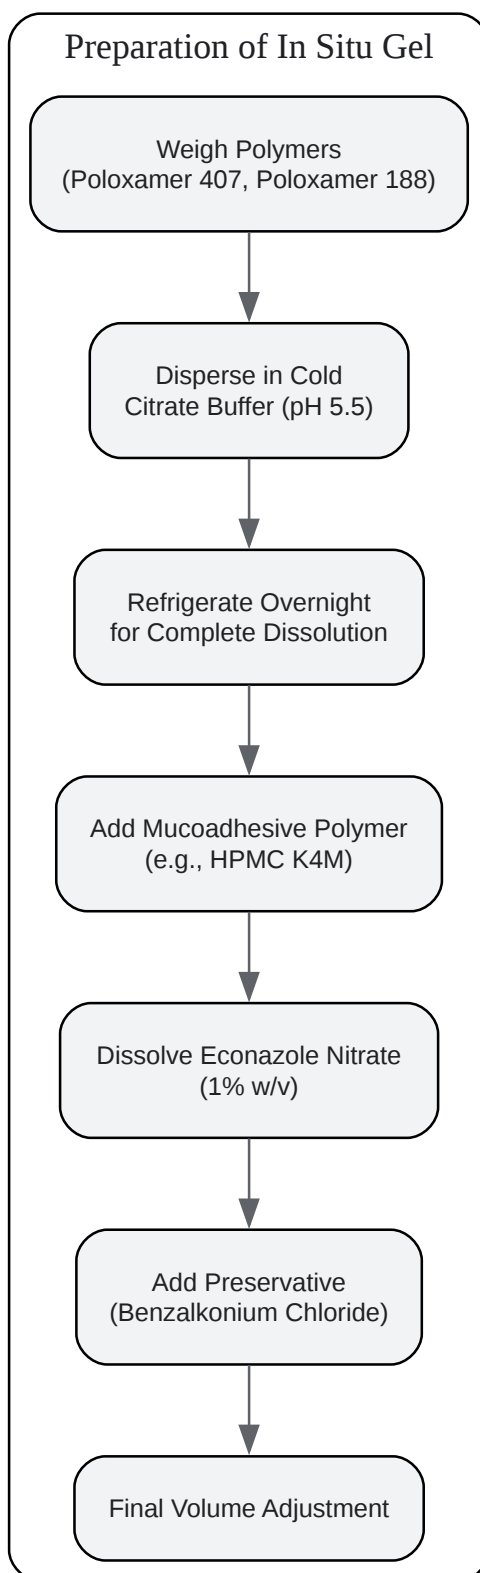 Preparation of In Situ Gel
Weigh Polymers
(Poloxamer 407, Poloxamer 188)
Disperse in Cold
Citrate Buffer (pH 5.5)
Refrigerate Overnight
for Complete Dissolution
Add Mucoadhesive Polymer
(e.g., HPMC K4M)
Dissolve Econazole Nitrate
(1% w/v)
Add Preservative
(Benzalkonium Chloride)
Final Volume Adjustment